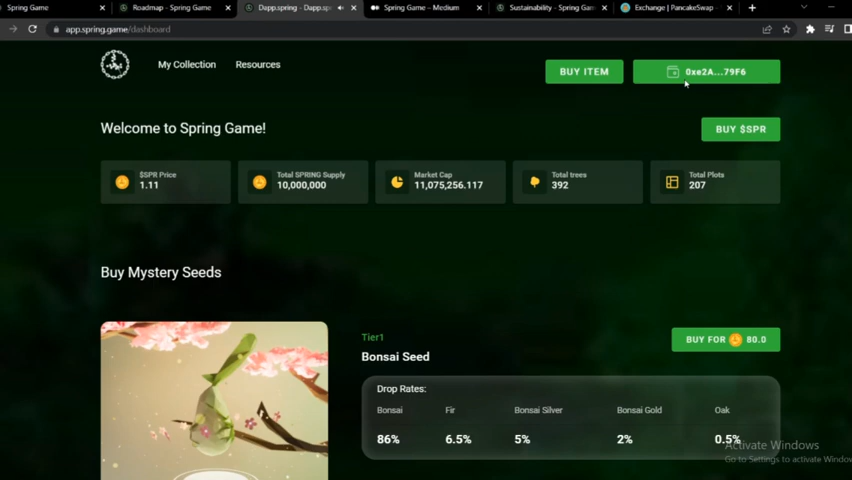 Spring Game
Roadmap - Spring Game
Dapp.spring - Dapp.sp
Spring Game – Medium
Sustainability - Spring Gam
Exchange | PancakeSwap -
app.spring.game/dashboard
My Collection
Resources
BUY ITEM
0xe2A...79F6
Welcome to Spring Game!
BUY $SPR
$SPR Price
1.11
Total SPRING Supply
10,000,000
Market Cap
11,075,256.117
Total trees
392
Total Plots
207
Buy Mystery Seeds
Tier1
Bonsai Seed
BUY FOR 80.0
Drop Rates:
Bonsai Fir Bonsai Silver Bonsai Gold Oak
86% 6.5% 5% 2% 0.5%
Activate Windows
Go to Settings to activate Window